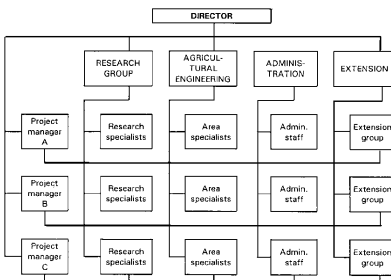 DIRECTOR
RESEARCH
GROUP
AGRICUL-
TURAL
ENGINEERING
ADMINIS-
TRATION
EXTENSION
Project
manager
A
Research
specialists
Area
specialists
Admin.
staff
Extension
group
Project
manager
B
Research
specialists
Area
specialists
Admin.
staff
Extension
group
Project
manager
C
Research
specialists
Area
specialists
Admin.
staff
Extension
group